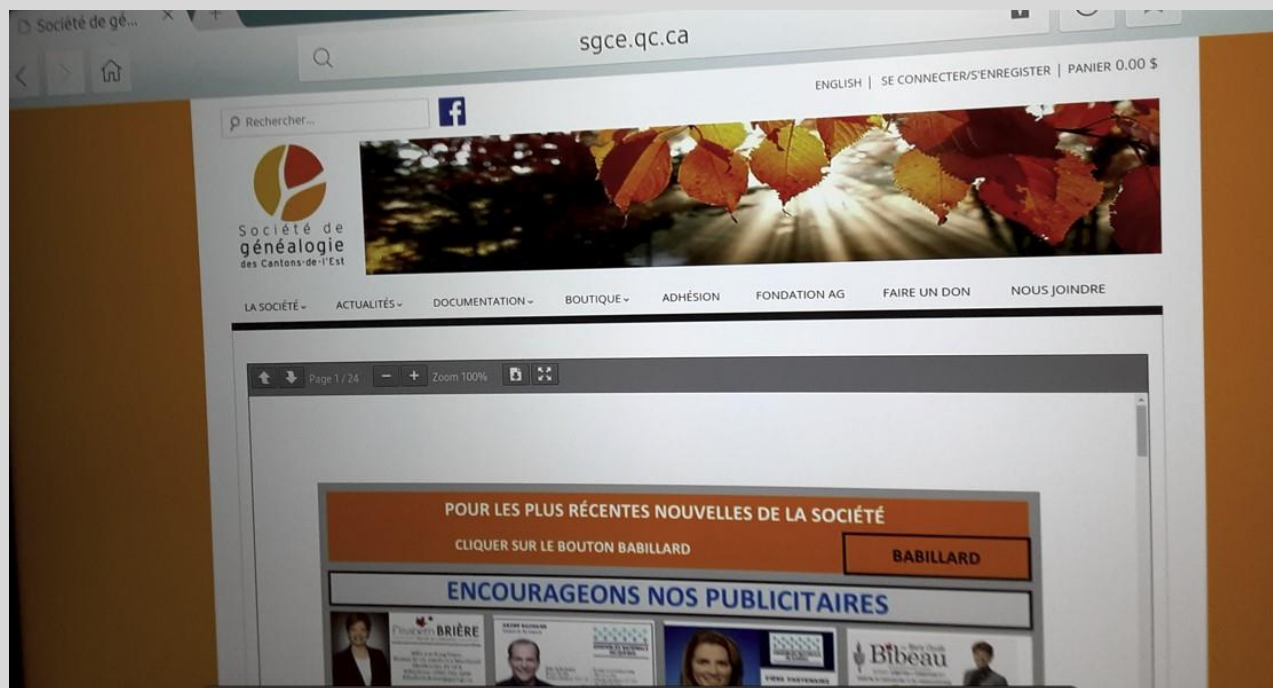 Société de gé...
sgce.qc.ca
ENGLISH | SE CONNECTER/S'ENREGISTER | PANIER 0.00 $
Rechercher...
f
Société de
généalogie
des Cantons-de-l'Est
LA SOCIÉTÉ ACTUALITÉS DOCUMENTATION BOUTIQUE ADHÉSION FONDATION AG FAIRE UN DON NOUS JOINDRE
Page 1 / 24 Zoom 100%
POUR LES PLUS RÉCENTES NOUVELLES DE LA SOCIÉTÉ
CLIQUER SUR LE BOUTON BABILLARD
BABILLARD
ENCOURAGEONS NOS PUBLICITAIRES
BRIÈRE
Bibeau